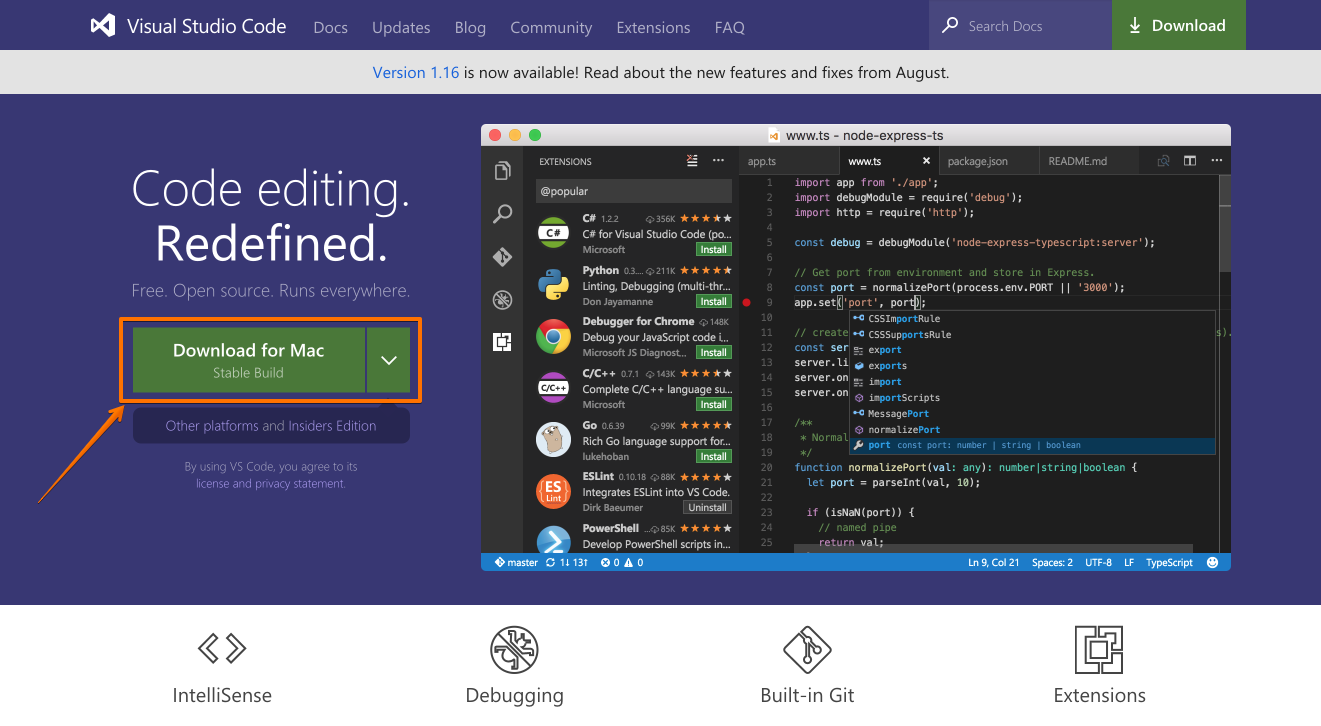 Visual Studio Code Docs Updates Blog Community Extensions FAQ Search Docs Download
Version 1.16 is now available! Read about the new features and fixes from August.
Code editing.
Redefined.
Free. Open source. Runs everywhere.
Download for Mac
Stable Build
Other platforms and Insiders Edition
By using VS Code, you agree to its
license and privacy statement.
www.ts - node-express-ts
EXTENSIONS
@popular
C# 1.2.2 356K
C# for Visual Studio Code (po...
Microsoft Install
Python 0.3.... 211K
Linting, Debugging (multi-thr...
Don Jayamanne Install
Debugger for Chrome 148K
Debug your JavaScript code i...
Microsoft JS Diagnost... Install
C/C++ 0.7.1 143K
Complete C/C++ language su...
Microsoft Install
Go 0.6.39 99K
Rich Go language support for...
lukehoban Install
ESLint 0.10.18 88K
Integrates ESLint into VS Code.
Dirk Baeumer Uninstall
PowerShell ... 85K
Develop PowerShell scripts in...
C#
C/C++
ES
Lint
app.ts www.ts package.json README.md
1 import app from './app';
2 import debugModule = require('debug');
3 import http = require('http');
4
5 const debug = debugModule('node-express-typescript:server');
6
7 // Get port from environment and store in Express.
8 const port = normalizePort(process.env.PORT || '3000');
9 app.set('port', port);
10
11 // create s).
12 const ser
13 server.li
14 server.on
15 server.on
16
17 /**
18 * Normal
19 */
20 function normalizePort(val: any): number|string|boolean {
21 let port = parseInt(val, 10);
22
23 if (isNaN(port)) {
24 // named pipe
25 return val;
CSSImportRule
CSSSupportsRule
export
exports
import
importScripts
MessagePort
normalizePort
port const port: number | string | boolean
master 1↓ 13↑ 0 0 Ln 9, Col 21 Spaces: 2 UTF-8 LF TypeScript
IntelliSense Debugging Built-in Git Extensions